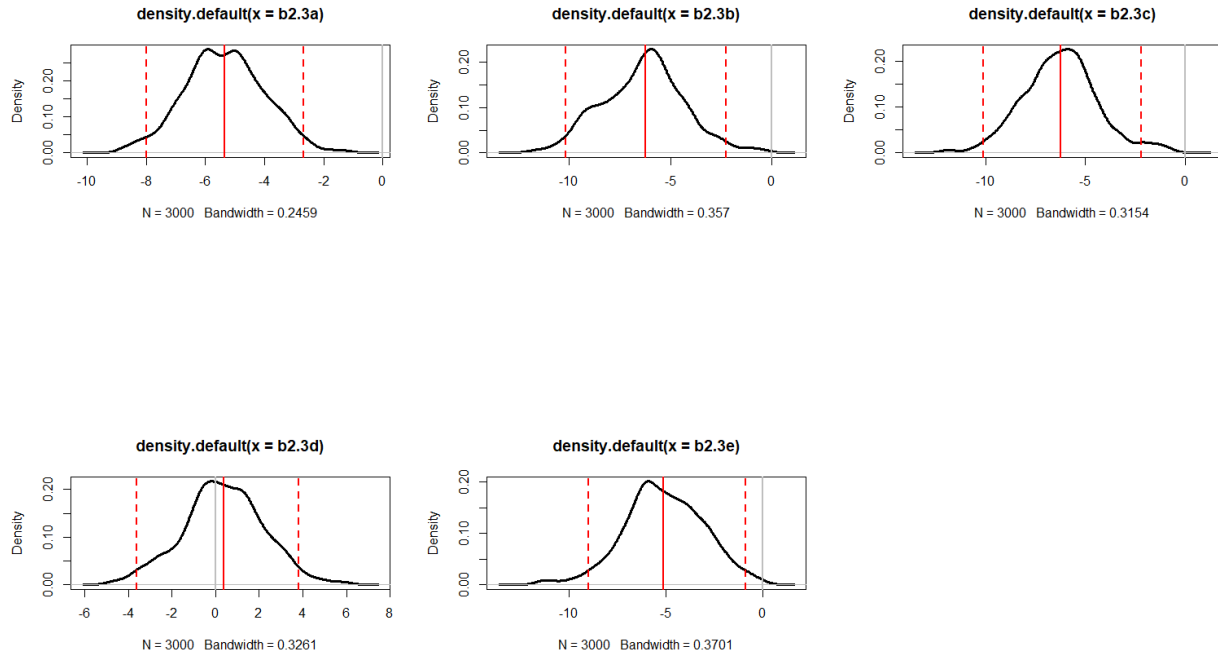 density.default(x = b2.3a)
Density
0.00 0.10 0.20
-10 -8 -6 -4 -2 0
N = 3000 Bandwidth = 0.2459
density.default(x = b2.3b)
Density
0.00 0.10 0.20
-10 -5 0
N = 3000 Bandwidth = 0.357
density.default(x = b2.3c)
Density
0.00 0.10 0.20
-10 -5 0
N = 3000 Bandwidth = 0.3154
density.default(x = b2.3d)
Density
0.00 0.10 0.20
-6 -4 -2 0 2 4 6 8
N = 3000 Bandwidth = 0.3261
density.default(x = b2.3e)
Density
0.00 0.10 0.20
-10 -5 0
N = 3000 Bandwidth = 0.3701